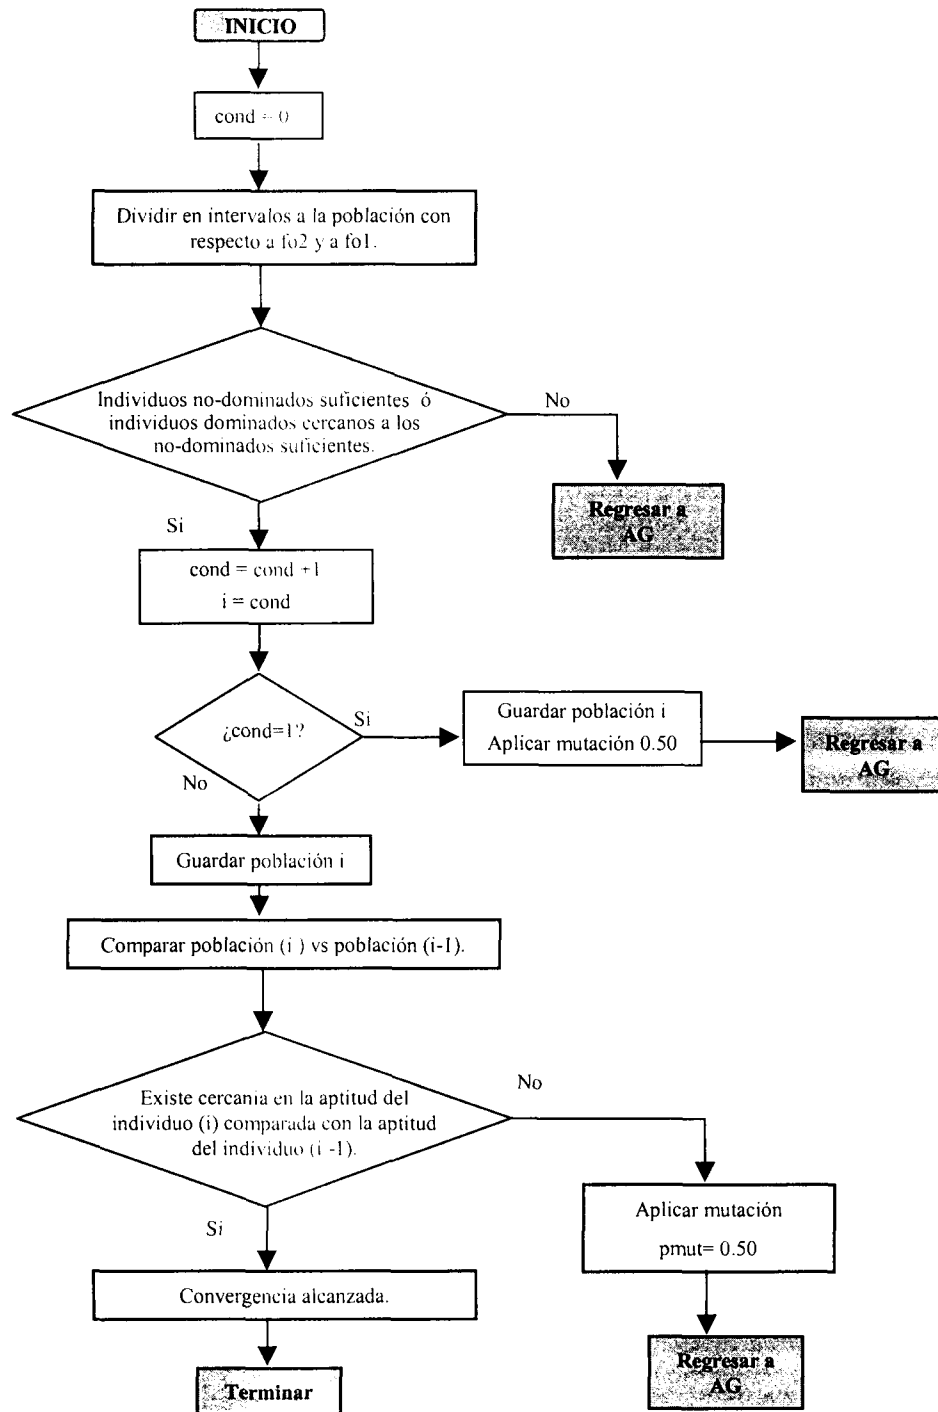 INICIO
cond = 0
Dividir en intervalos a la población con
respecto a fo2 y a fo1.
Individuos no-dominados suficientes ó
individuos dominados cercanos a los
no-dominados suficientes.
No
Regresar a
AG
Si
cond = cond +1
i = cond
¿cond=1?
Si
Guardar población i
Aplicar mutación 0.50
Regresar a
AG
No
Guardar población i
Comparar población (i ) vs población (i-1).
Existe cercania en la aptitud del
individuo (i) comparada con la aptitud
del individuo (i -1).
No
Aplicar mutación
pmut= 0.50
Regresar a
AG
Si
Convergencia alcanzada.
Terminar